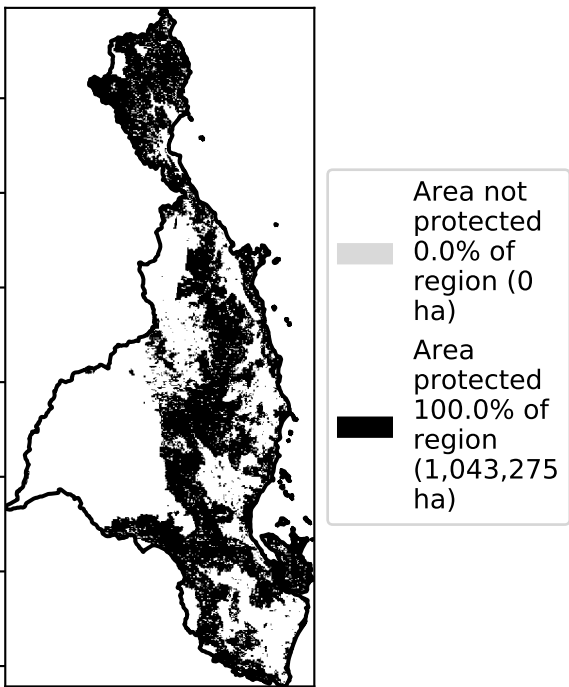 Area not
protected
0.0% of
region (0
ha)
Area
protected
100.0% of
region
(1,043,275
ha)